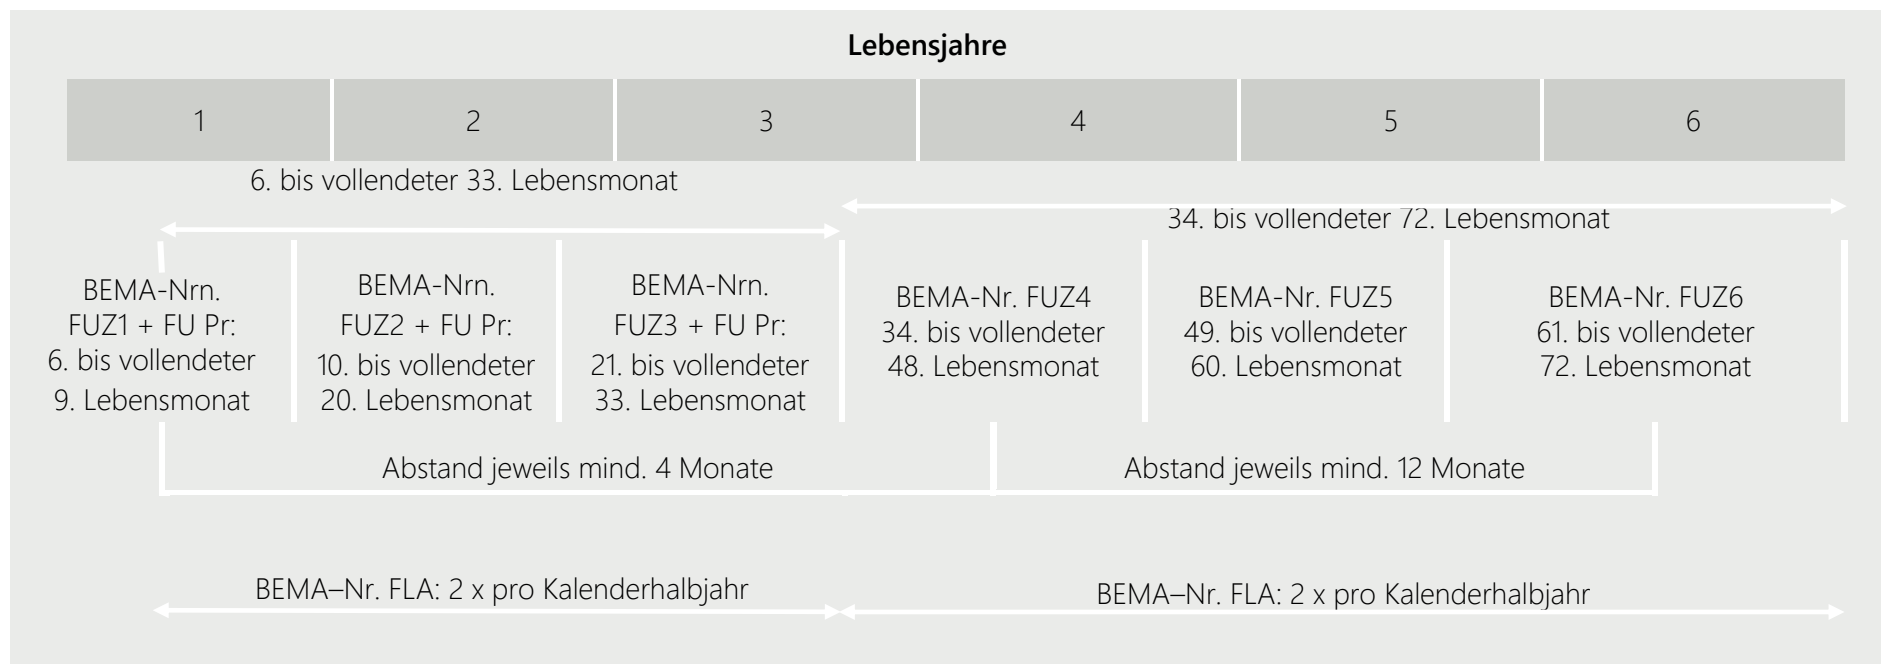 Lebensjahre
1 2 3 4 5 6
6. bis vollendeter 33. Lebensmonat
34. bis vollendeter 72. Lebensmonat
BEMA-Nrn.
FUZ1 + FU Pr:
6. bis vollendeter
9. Lebensmonat
BEMA-Nrn.
FUZ2 + FU Pr:
10. bis vollendeter
20. Lebensmonat
BEMA-Nrn.
FUZ3 + FU Pr:
21. bis vollendeter
33. Lebensmonat
BEMA-Nr. FUZ4
34. bis vollendeter
48. Lebensmonat
BEMA-Nr. FUZ5
49. bis vollendeter
60. Lebensmonat
BEMA-Nr. FUZ6
61. bis vollendeter
72. Lebensmonat
Abstand jeweils mind. 4 Monate
Abstand jeweils mind. 12 Monate
BEMA–Nr. FLA: 2 x pro Kalenderhalbjahr
BEMA–Nr. FLA: 2 x pro Kalenderhalbjahr